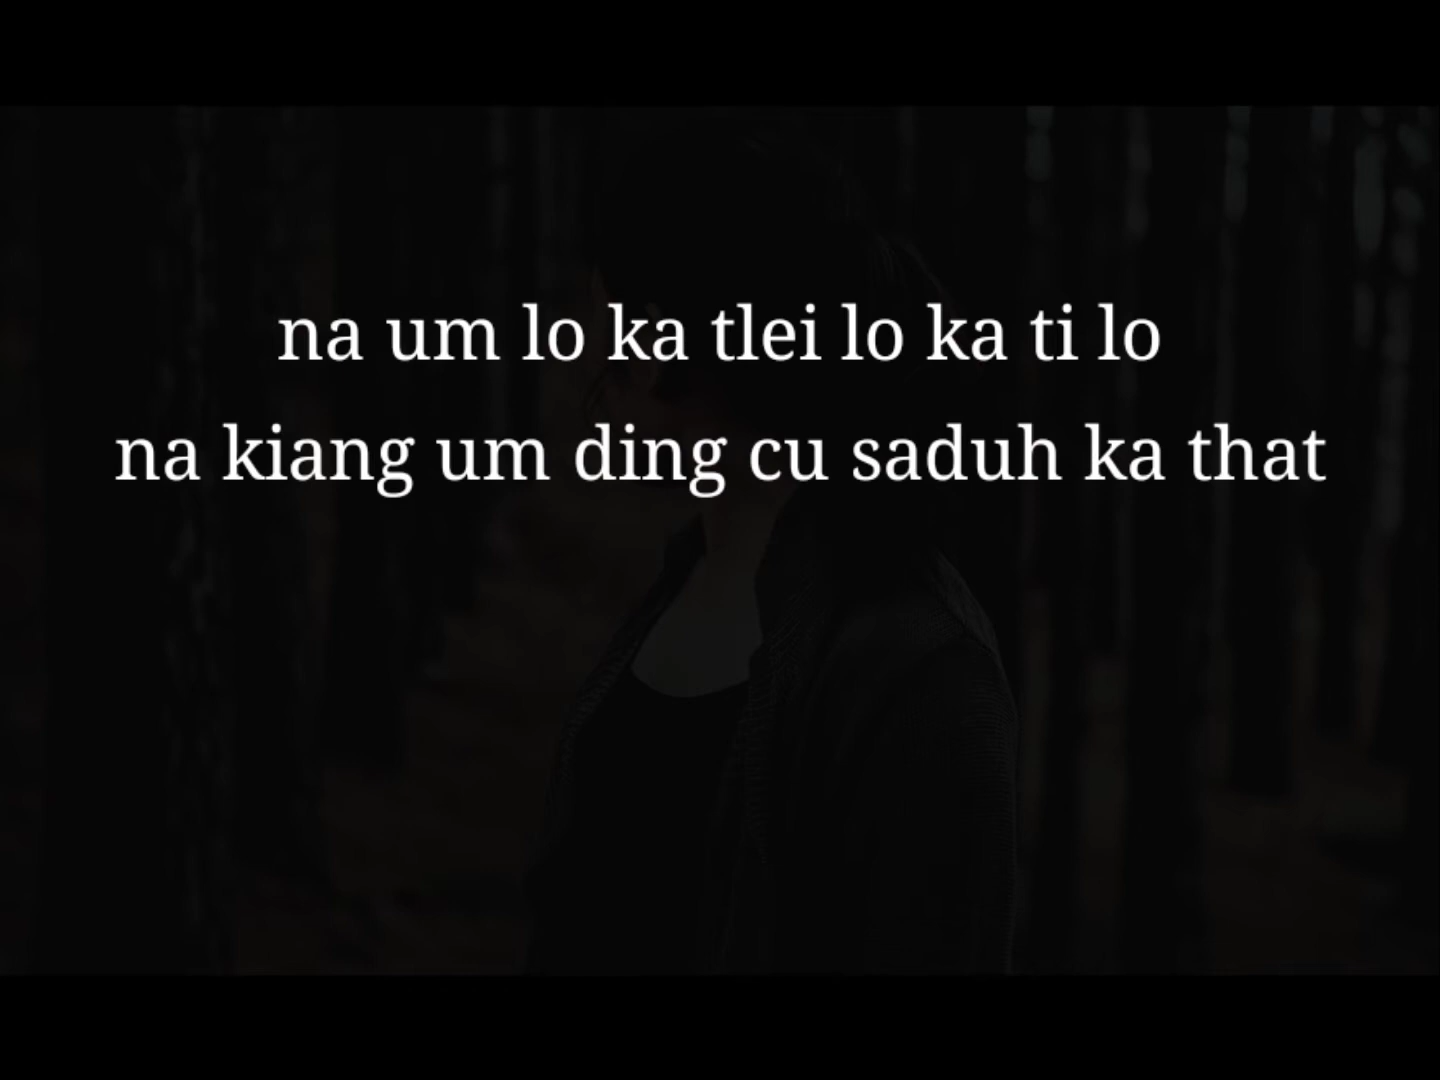 na um lo ka tlei lo ka ti lo
na kiang um ding cu saduh ka that